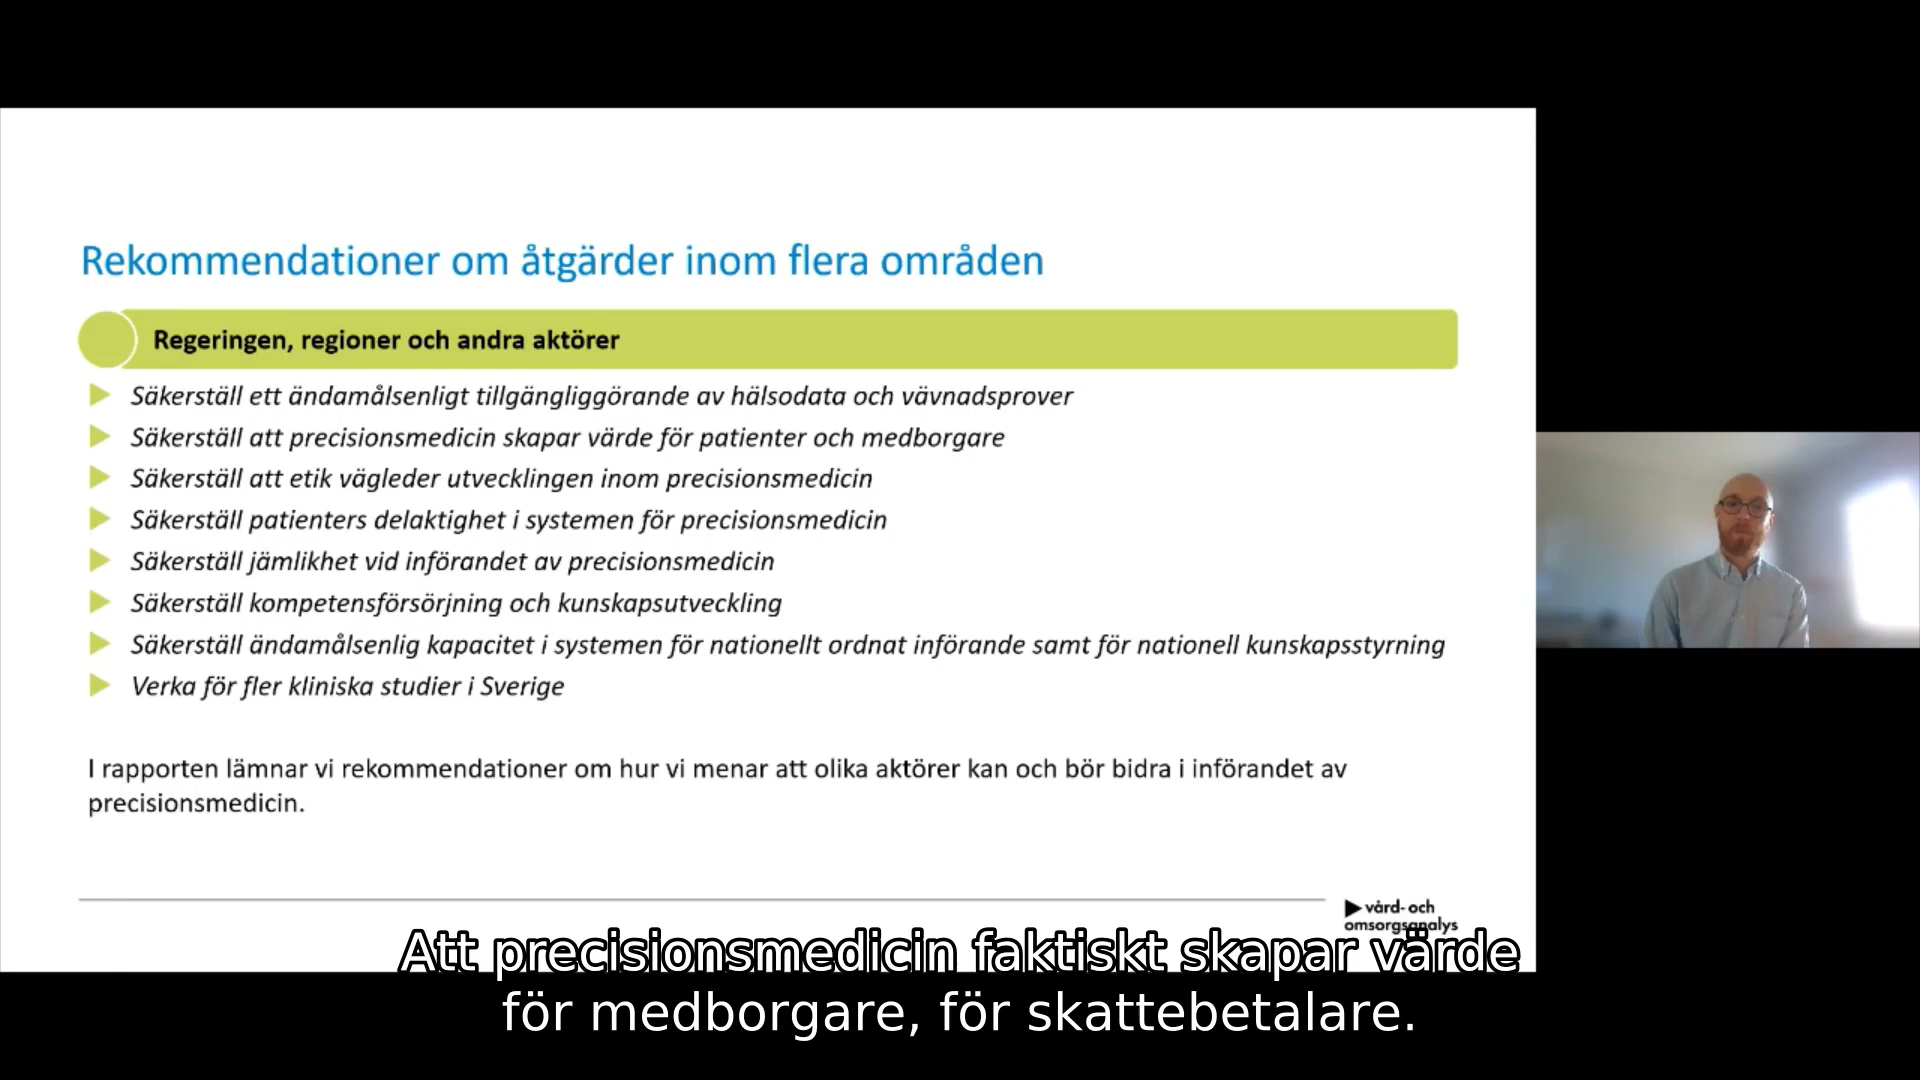 Rekommendationer om åtgärder inom flera områden
Regeringen, regioner och andra aktörer
Säkerställ ett ändamålsenligt tillgängliggörande av hälsodata och vävnadsprover
Säkerställ att precisionsmedicin skapar värde för patienter och medborgare
Säkerställ att etik vägleder utvecklingen inom precisionsmedicin
Säkerställ patienters delaktighet i systemen för precisionsmedicin
Säkerställ jämlikhet vid införandet av precisionsmedicin
Säkerställ kompetensförsörjning och kunskapsutveckling
Säkerställ ändamålsenlig kapacitet i systemen för nationellt ordnat införande samt för nationell kunskapsstyrning
Verka för fler kliniska studier i Sverige
I rapporten lämnar vi rekommendationer om hur vi menar att olika aktörer kan och bör bidra i införandet av
precisionsmedicin.
vård- och
omsorgsanalys
Att precisionsmedicin faktiskt skapar värde
för medborgare, för skattebetalare.